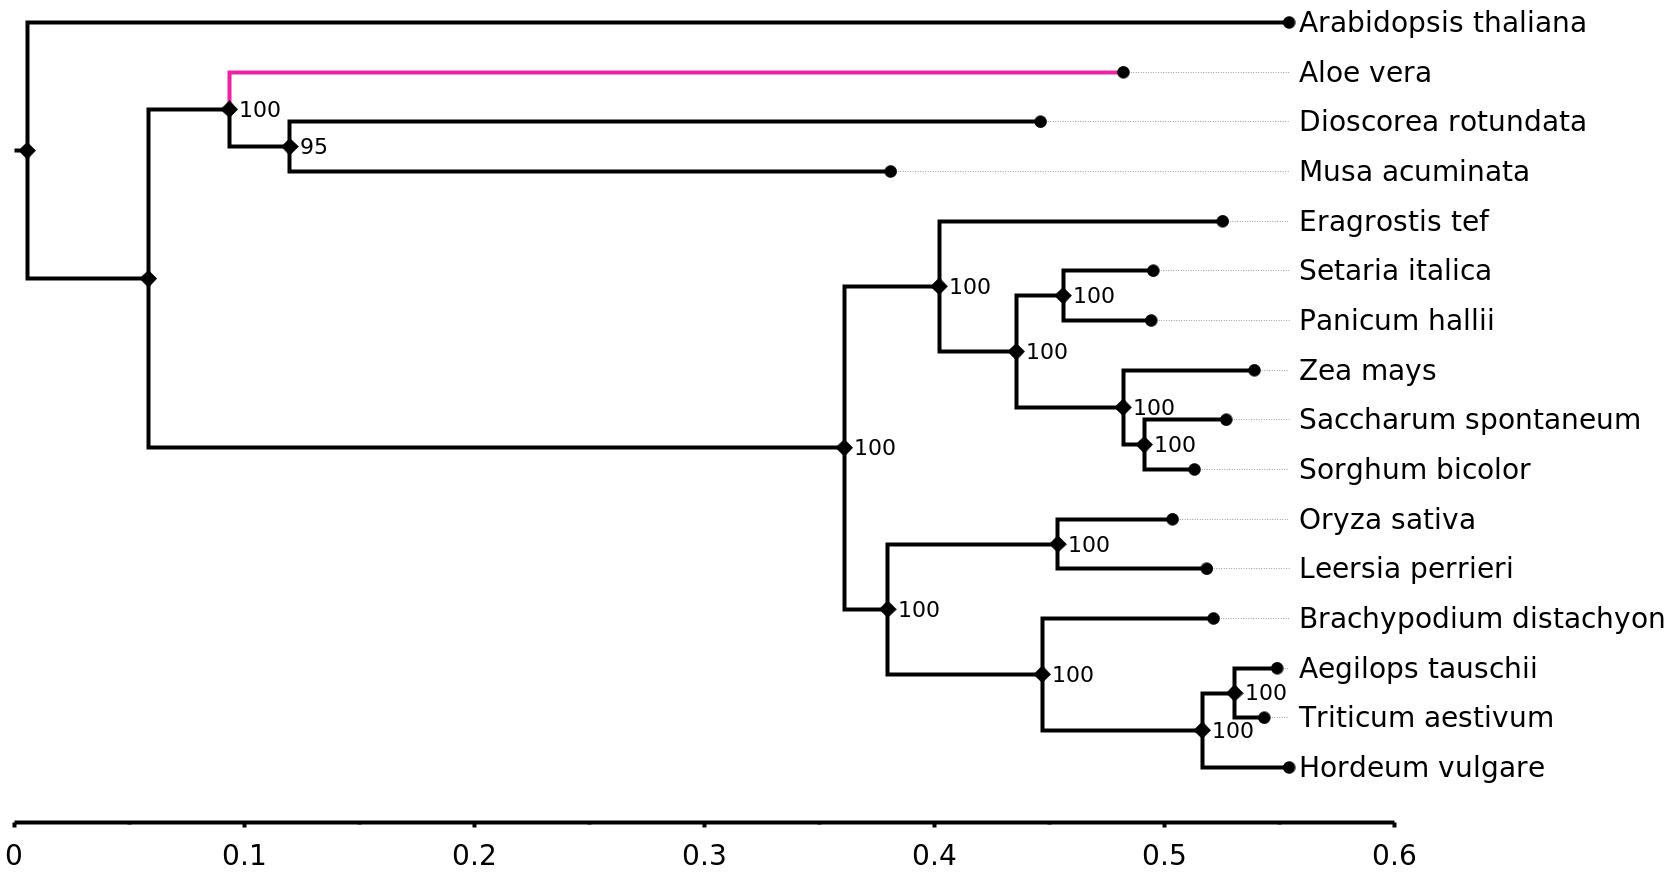 Arabidopsis thaliana
Aloe vera
100
Dioscorea rotundata
95
Musa acuminata
Eragrostis tef
Setaria italica
100
100
Panicum hallii
100
Zea mays
100
Saccharum spontaneum
100
100
Sorghum bicolor
Oryza sativa
100
Leersia perrieri
100
Brachypodium distachyon
100
Aegilops tauschii
100
Triticum aestivum
100
Hordeum vulgare
0 0.1 0.2 0.3 0.4 0.5 0.6